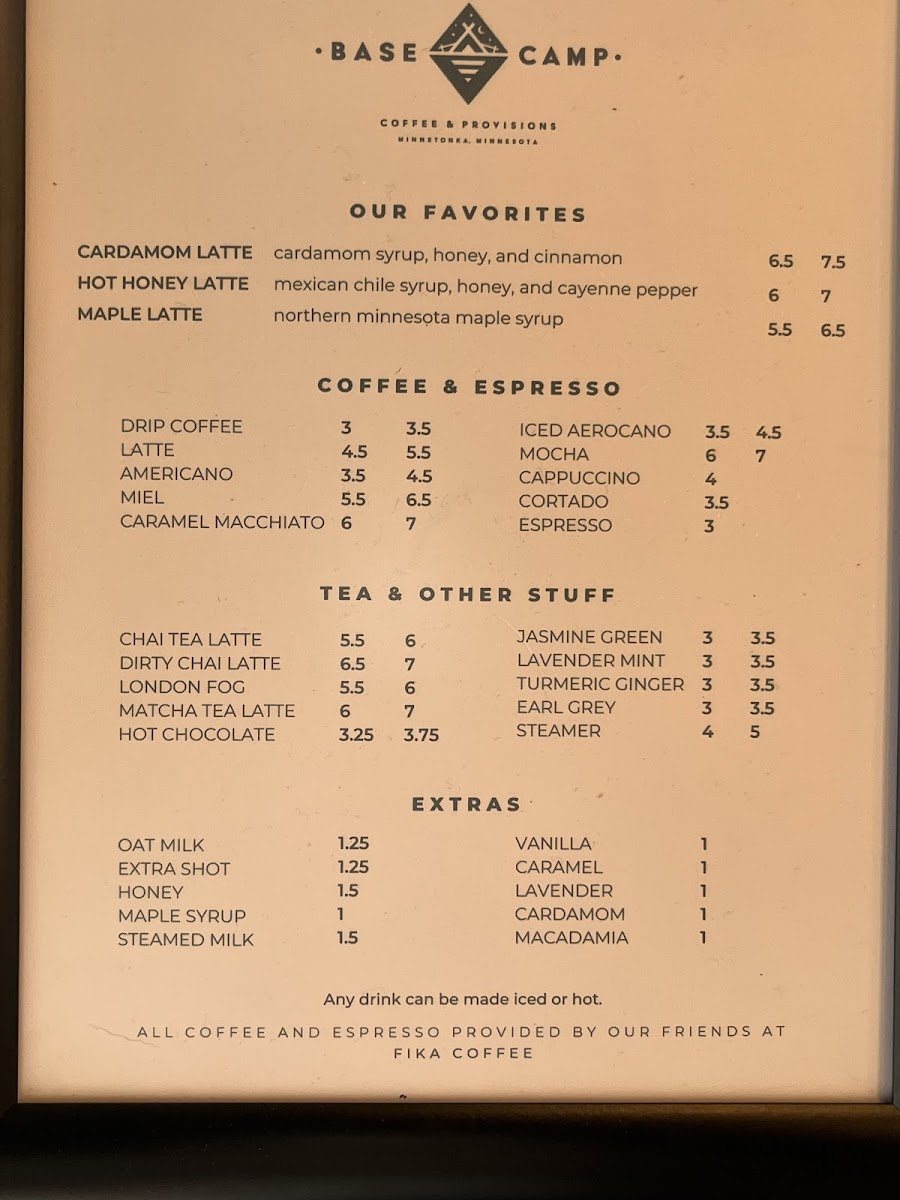 • BASE CAMP •
COFFEE & PROVISIONS
MINNETONKA, MINNESOTA
OUR FAVORITES
CARDAMOM LATTE cardamom syrup, honey, and cinnamon 6.5 7.5
HOT HONEY LATTE mexican chile syrup, honey, and cayenne pepper 6 7
MAPLE LATTE northern minnesota maple syrup 5.5 6.5
COFFEE & ESPRESSO
DRIP COFFEE 3 3.5
LATTE 4.5 5.5
AMERICANO 3.5 4.5
MIEL 5.5 6.5
CARAMEL MACCHIATO 6 7
ICED AEROCANO 3.5 4.5
MOCHA 6 7
CAPPUCCINO 4
CORTADO 3.5
ESPRESSO 3
TEA & OTHER STUFF
CHAI TEA LATTE 5.5 6
DIRTY CHAI LATTE 6.5 7
LONDON FOG 5.5 6
MATCHA TEA LATTE 6 7
HOT CHOCOLATE 3.25 3.75
JASMINE GREEN 3 3.5
LAVENDER MINT 3 3.5
TURMERIC GINGER 3 3.5
EARL GREY 3 3.5
STEAMER 4 5
EXTRAS
OAT MILK 1.25
EXTRA SHOT 1.25
HONEY 1.5
MAPLE SYRUP 1
STEAMED MILK 1.5
VANILLA 1
CARAMEL 1
LAVENDER 1
CARDAMOM 1
MACADAMIA 1
Any drink can be made iced or hot.
ALL COFFEE AND ESPRESSO PROVIDED BY OUR FRIENDS AT
FIKA COFFEE